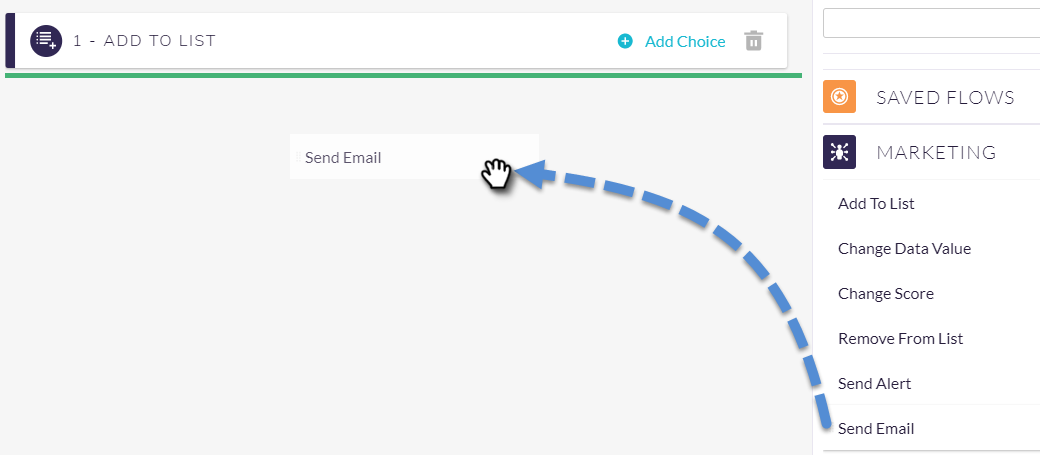 1 - ADD TO LIST
Add Choice
Send Email
SAVED FLOWS
MARKETING
Add To List
Change Data Value
Change Score
Remove From List
Send Alert
Send Email